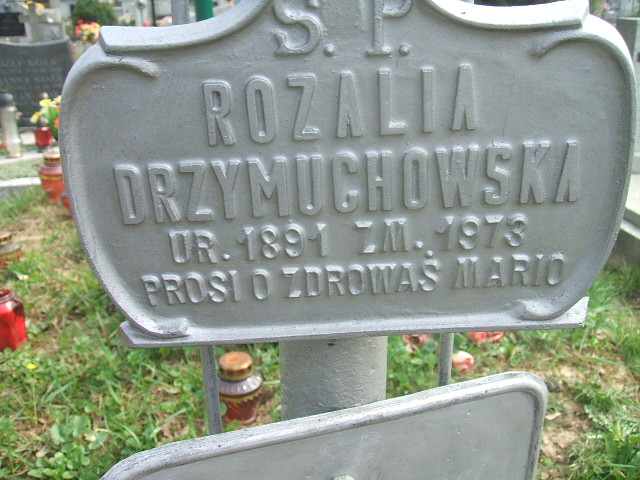 Ś. P.
ROZALIA
DRZYMUCHOWSKA
UR. 1891 ZM. 1973
PROSI O ZDROWAŚ MARIO